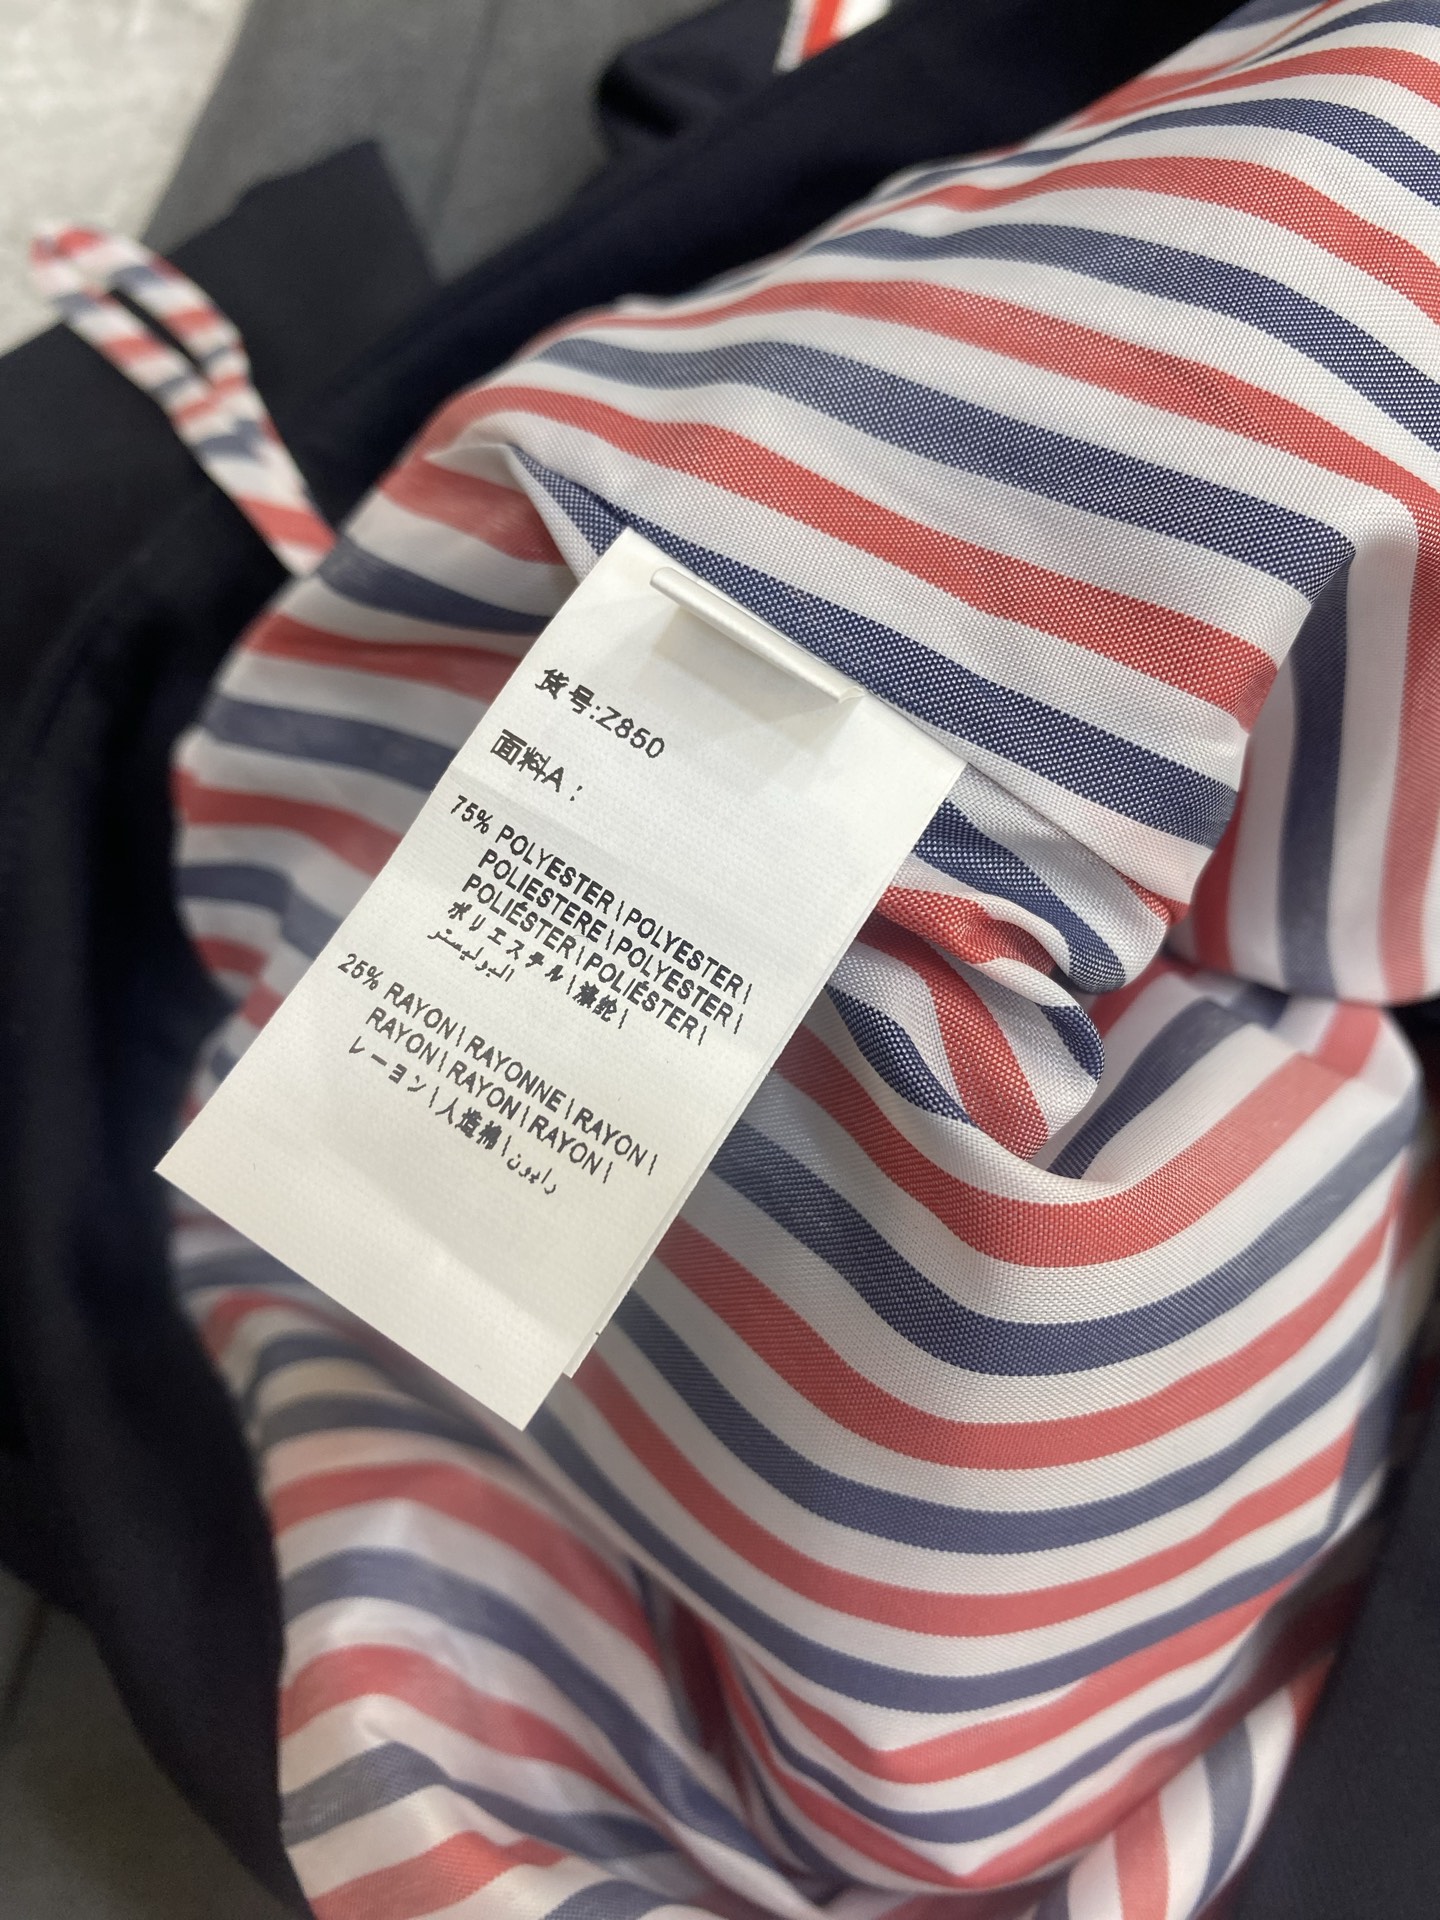 货号:Z850
面料A:
75% POLYESTER\POLYESTER\
POLIESTERE\POLYESTER\
POLIÉSTER\POLIÉSTER\
ポリエステル\涤纶\
البوليستر
25% RAYON\RAYONNE\RAYON\
RAYON\RAYON\RAYON\
レーヨン\人造棉\رايون\